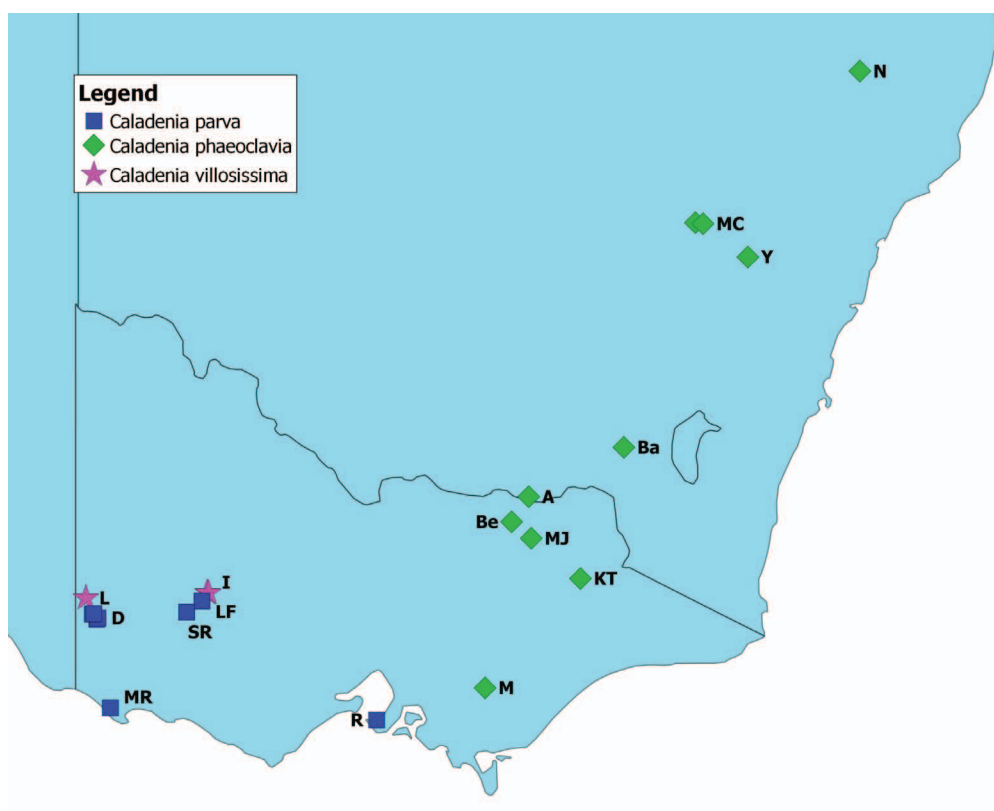 Legend
Caladenia parva
Caladenia phaeoclavia
Caladenia villosissima
N
MC
Y
Ba
A
Be
MJ
KT
I
L
LF
D
SR
MR
M
R